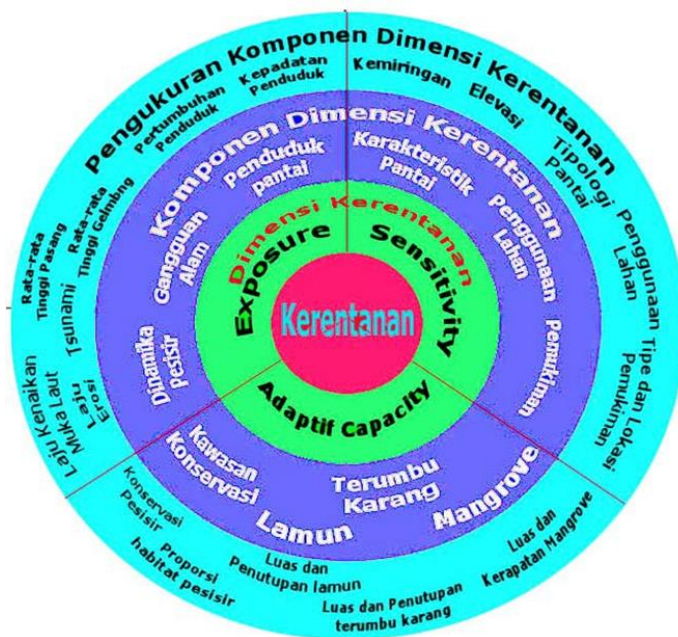 Pengukuran Komponen Dimensi Kerentanan
Kepadatan
Penduduk
Pertumbuhan
Penduduk
Rata-rata
Tinggi Gelmbng
Rata-rata
Tinggi Pasang
Tsunami
Laju
Erosi
Laju Kenaikan
Muka Laut
Kemiringan
Elevasi
Tipologi
Pantai
Penggunaan
Lahan
Tipe dan Lokasi
Pemukiman
Luas dan
Kerapatan Mangrove
Luas dan Penutupan
terumbu karang
Luas dan
Penutupan lamun
Proporsi
habitat pesisir
Konservasi
Pesisir
Komponen Dimensi Kerentanan
Penduduk
pantai
Gangguan
Alam
Dinamika
pesisir
Karakteristik
Pantai
Penggunaan
Lahan
Pemukiman
Mangrove
Terumbu
Karang
Lamun
Kawasan
Konservasi
Dimensi Kerentanan
Exposure
Sensitivity
Adaptif Capacity
Kerentanan